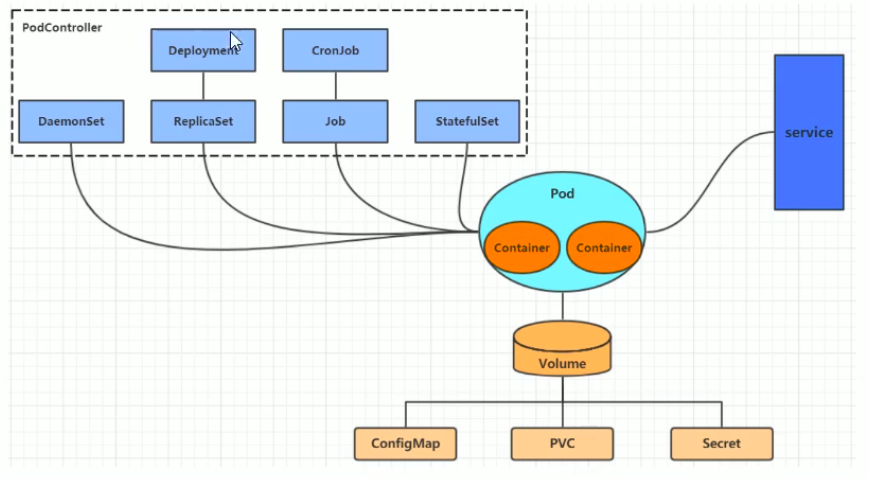 PodController
Deployment
CronJob
DaemonSet
ReplicaSet
Job
StatefulSet
service
Pod
Container
Container
Volume
ConfigMap
PVC
Secret